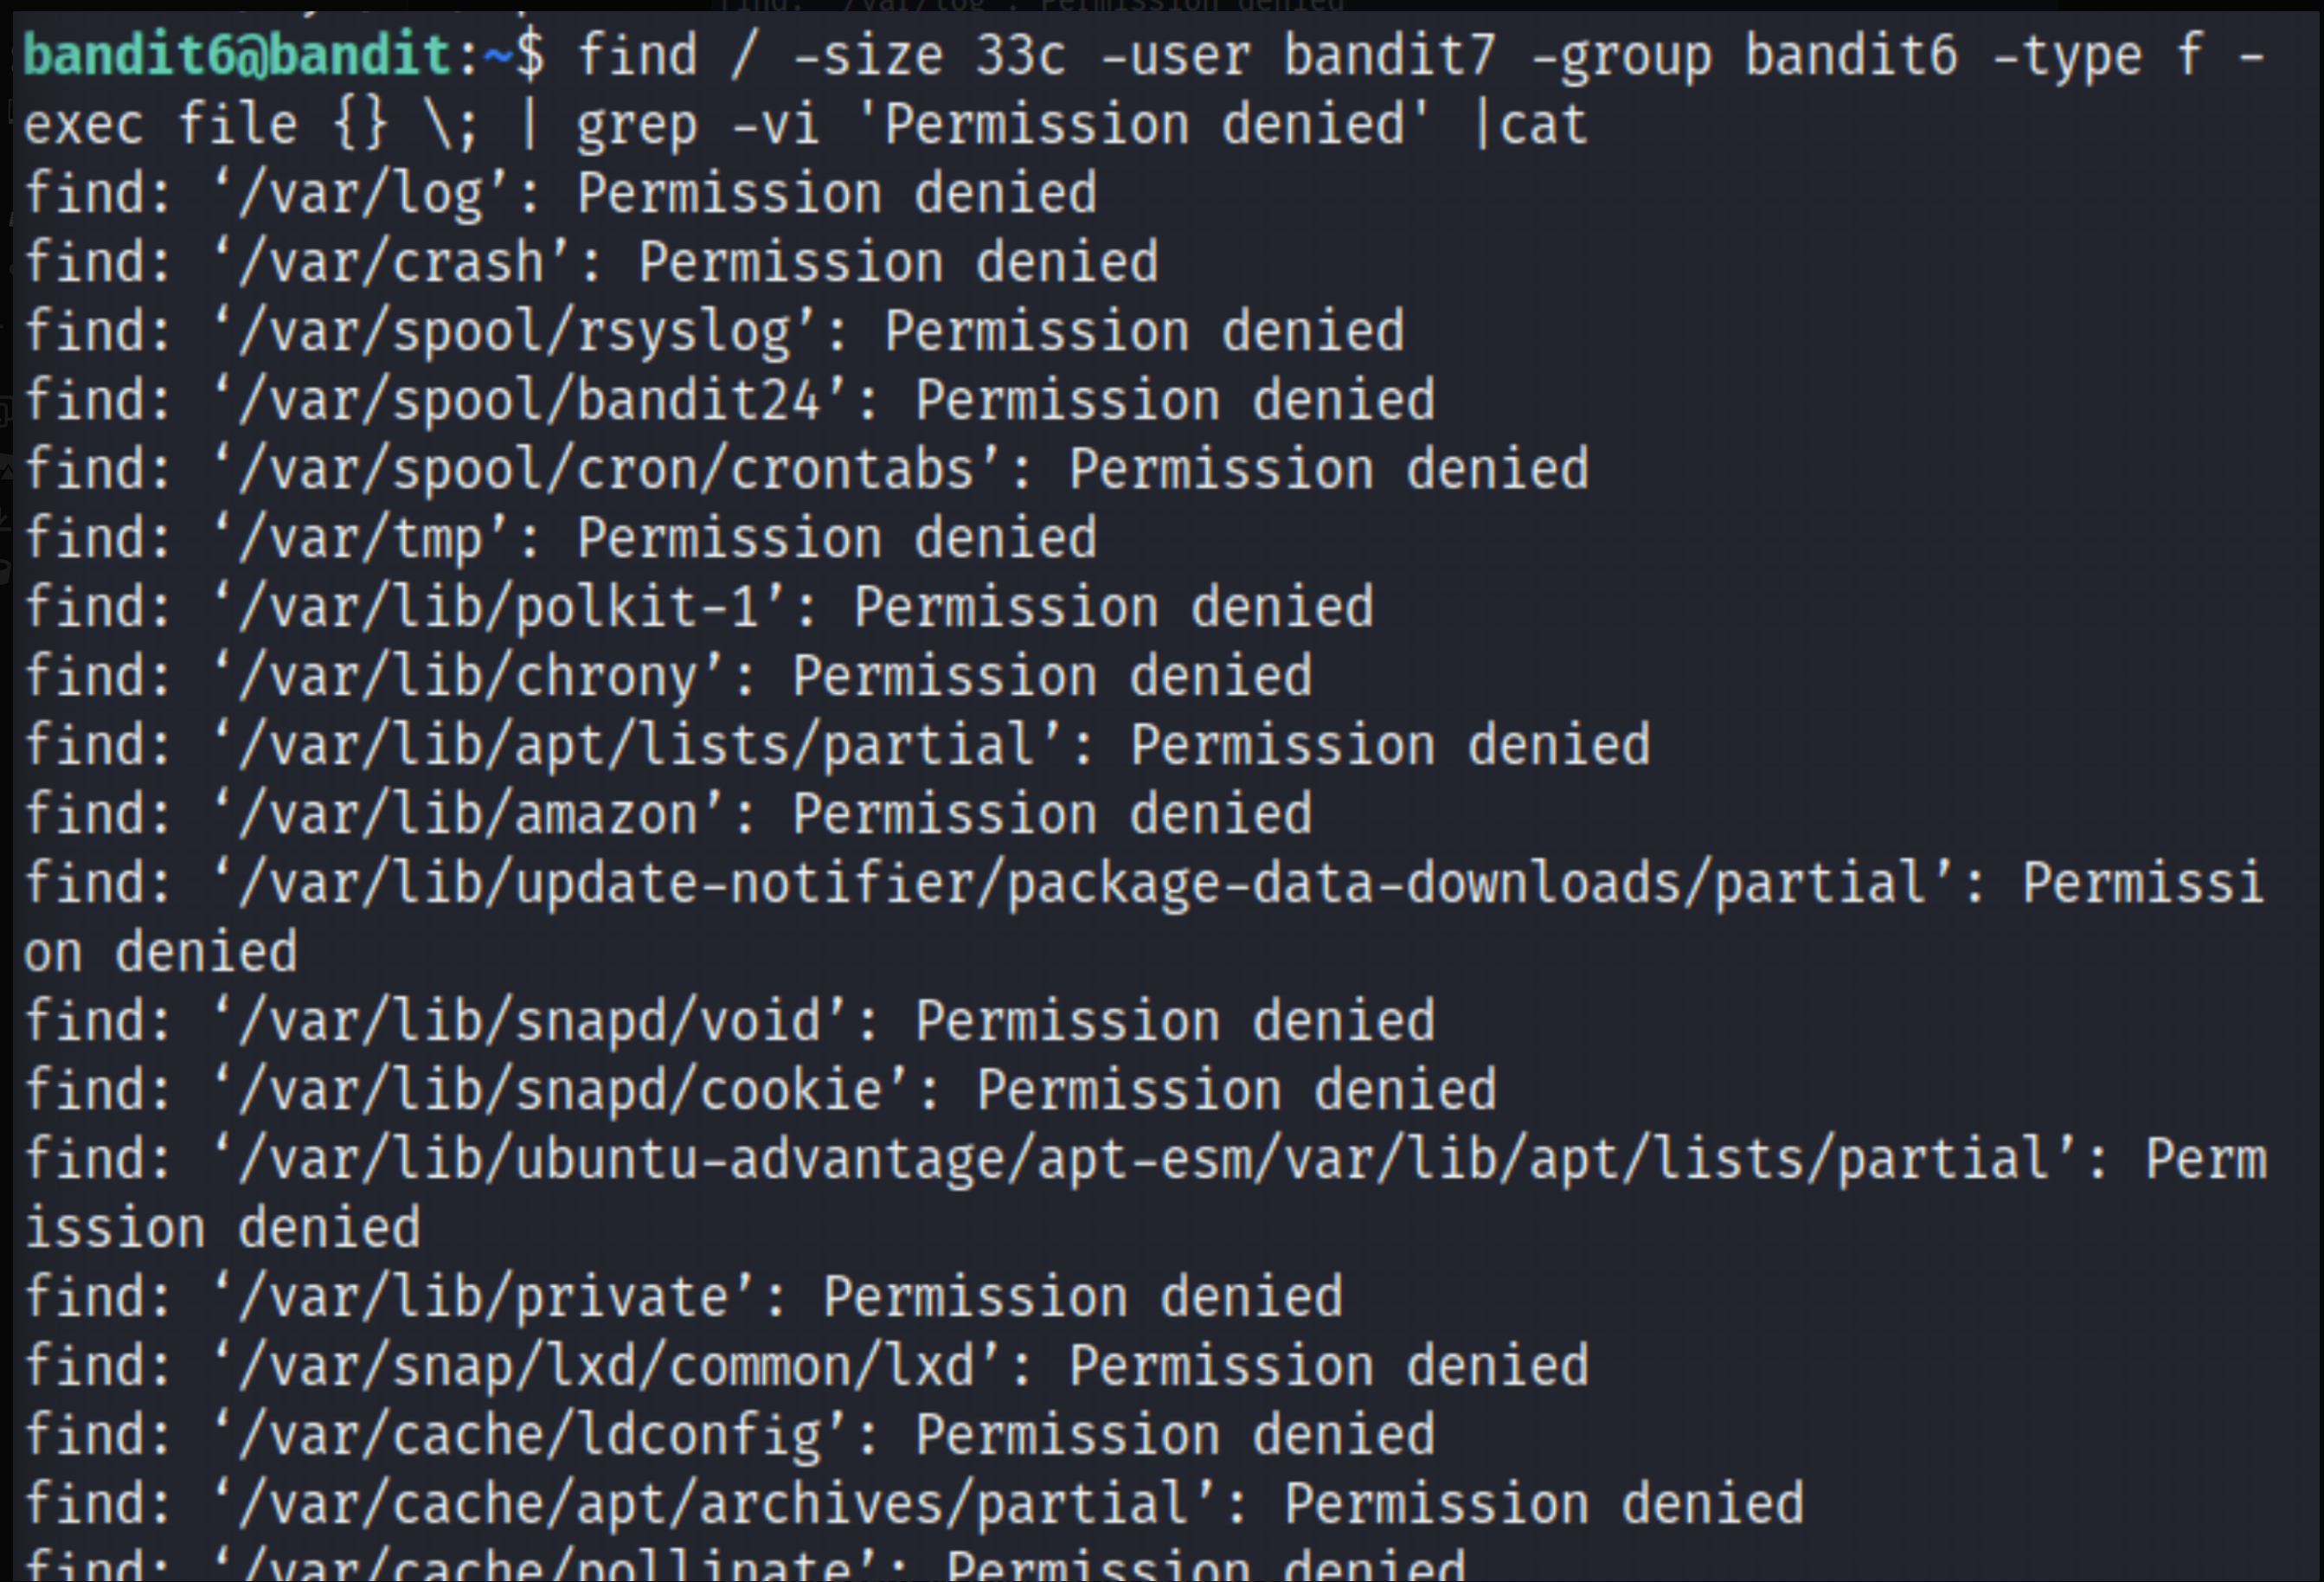 bandit6@bandit:~$ find / -size 33c -user bandit7 -group bandit6 -type f -
exec file {} \; | grep -vi 'Permission denied' |cat
find: ‘/var/log’: Permission denied
find: ‘/var/crash’: Permission denied
find: ‘/var/spool/rsyslog’: Permission denied
find: ‘/var/spool/bandit24’: Permission denied
find: ‘/var/spool/cron/crontabs’: Permission denied
find: ‘/var/tmp’: Permission denied
find: ‘/var/lib/polkit-1’: Permission denied
find: ‘/var/lib/chrony’: Permission denied
find: ‘/var/lib/apt/lists/partial’: Permission denied
find: ‘/var/lib/amazon’: Permission denied
find: ‘/var/lib/update-notifier/package-data-downloads/partial’: Permissi
on denied
find: ‘/var/lib/snapd/void’: Permission denied
find: ‘/var/lib/snapd/cookie’: Permission denied
find: ‘/var/lib/ubuntu-advantage/apt-esm/var/lib/apt/lists/partial’: Perm
ission denied
find: ‘/var/lib/private’: Permission denied
find: ‘/var/snap/lxd/common/lxd’: Permission denied
find: ‘/var/cache/ldconfig’: Permission denied
find: ‘/var/cache/apt/archives/partial’: Permission denied
find: ‘/var/cache/pollinate’: Permission denied